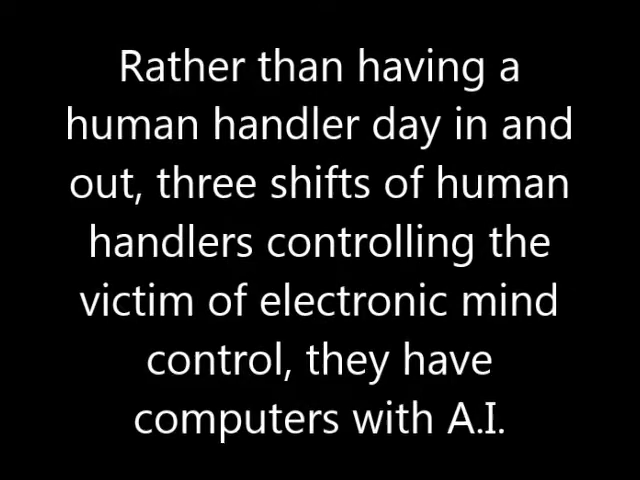 Rather than having a
human handler day in and
out, three shifts of human
handlers controlling the
victim of electronic mind
control, they have
computers with A.I.